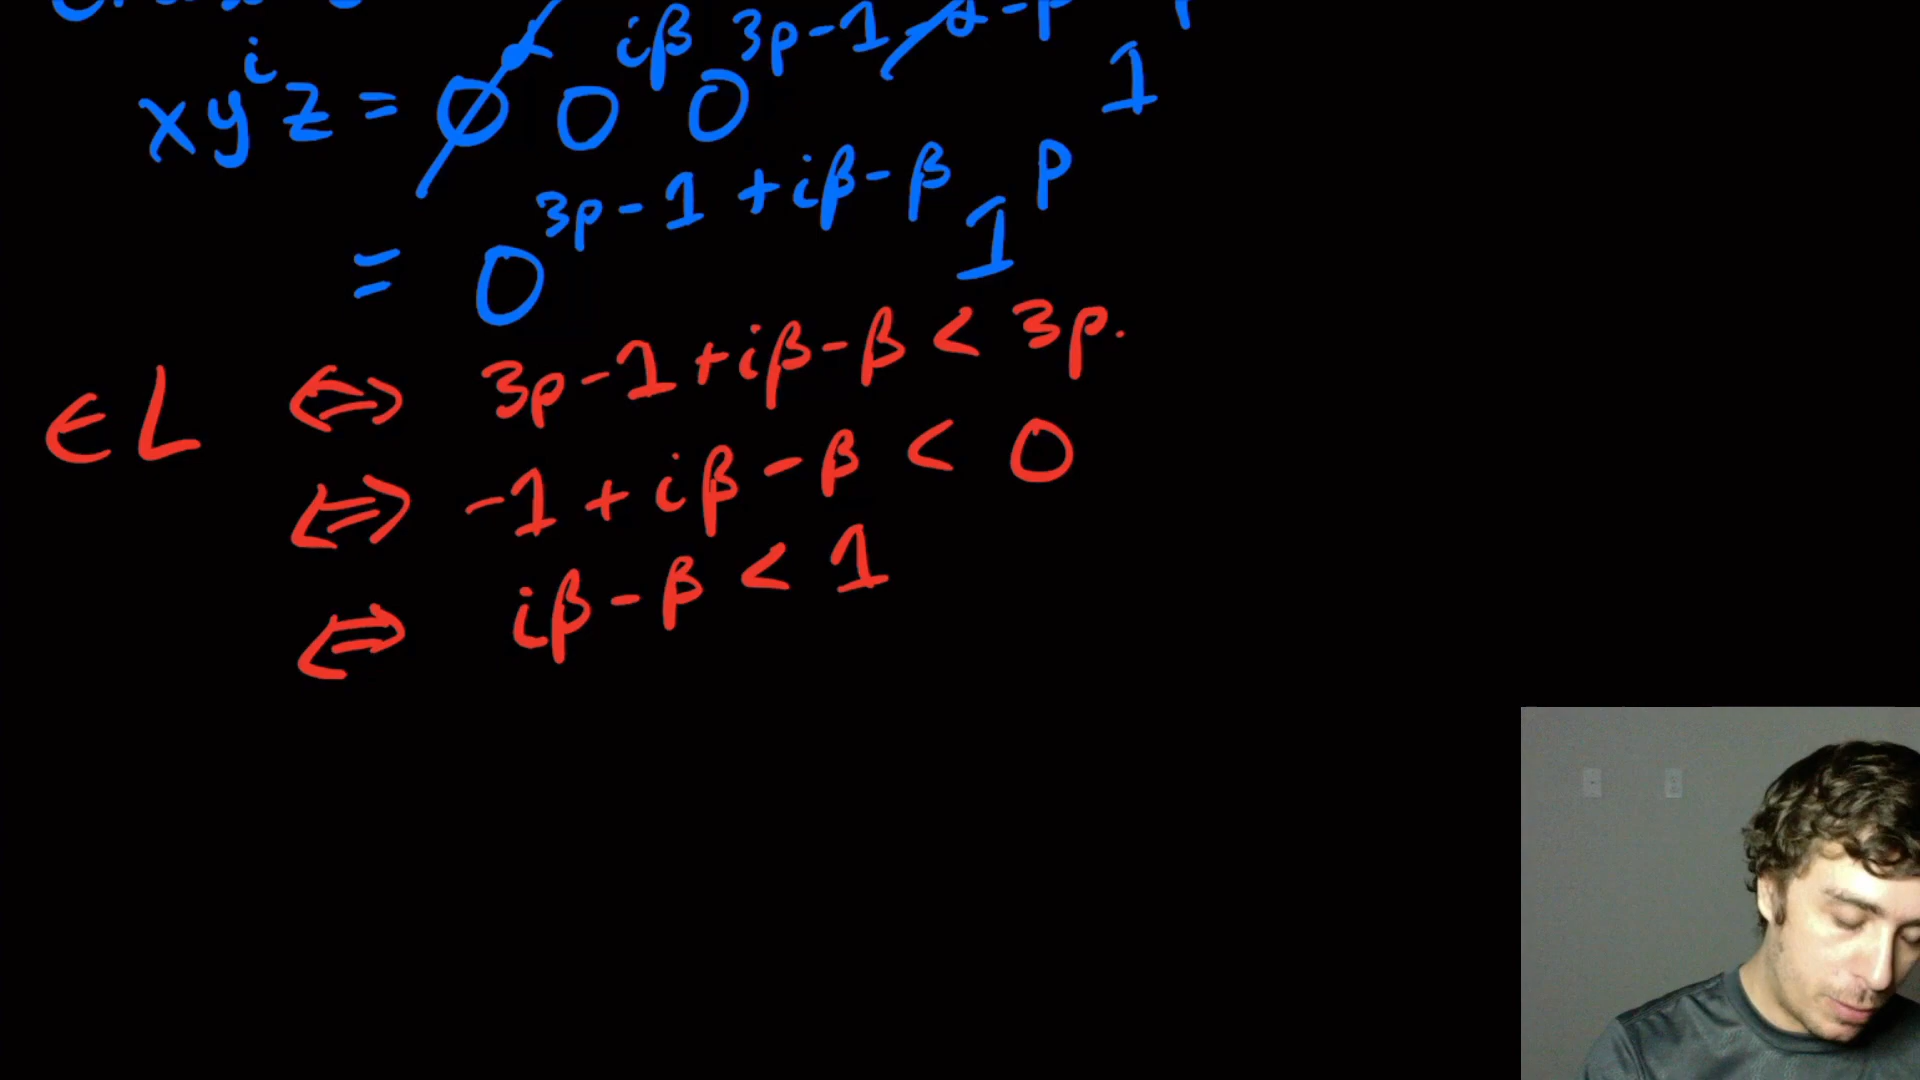 xyⁱz = 0^α 0^{iβ} 0^{3p-1-α-β} 1^p
= 0^{3p-1+iβ-β} 1^p
∈ L ⇔ 3p-1+iβ-β < 3p.
⇔ -1+iβ-β < 0
⇔ iβ-β < 1